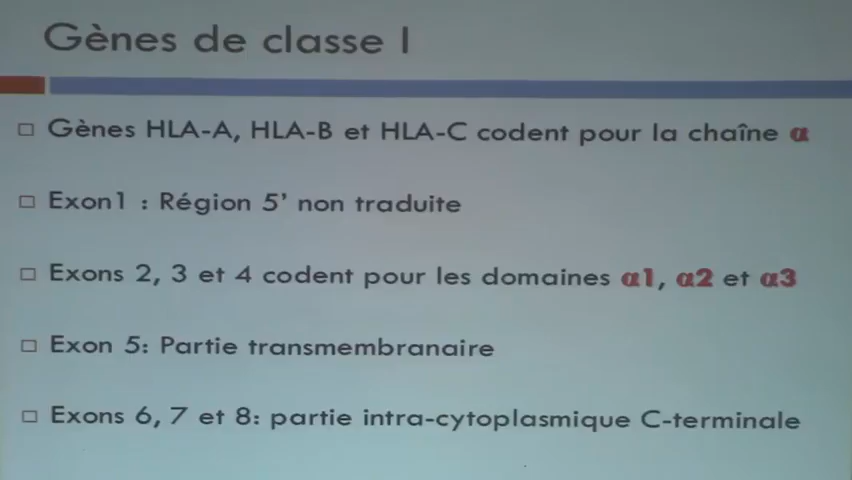 Gènes de classe I
Gènes HLA-A, HLA-B et HLA-C codent pour la chaîne α
Exon1 : Région 5' non traduite
Exons 2, 3 et 4 codent pour les domaines α1, α2 et α3
Exon 5: Partie transmembranaire
Exons 6, 7 et 8: partie intra-cytoplasmique C-terminale